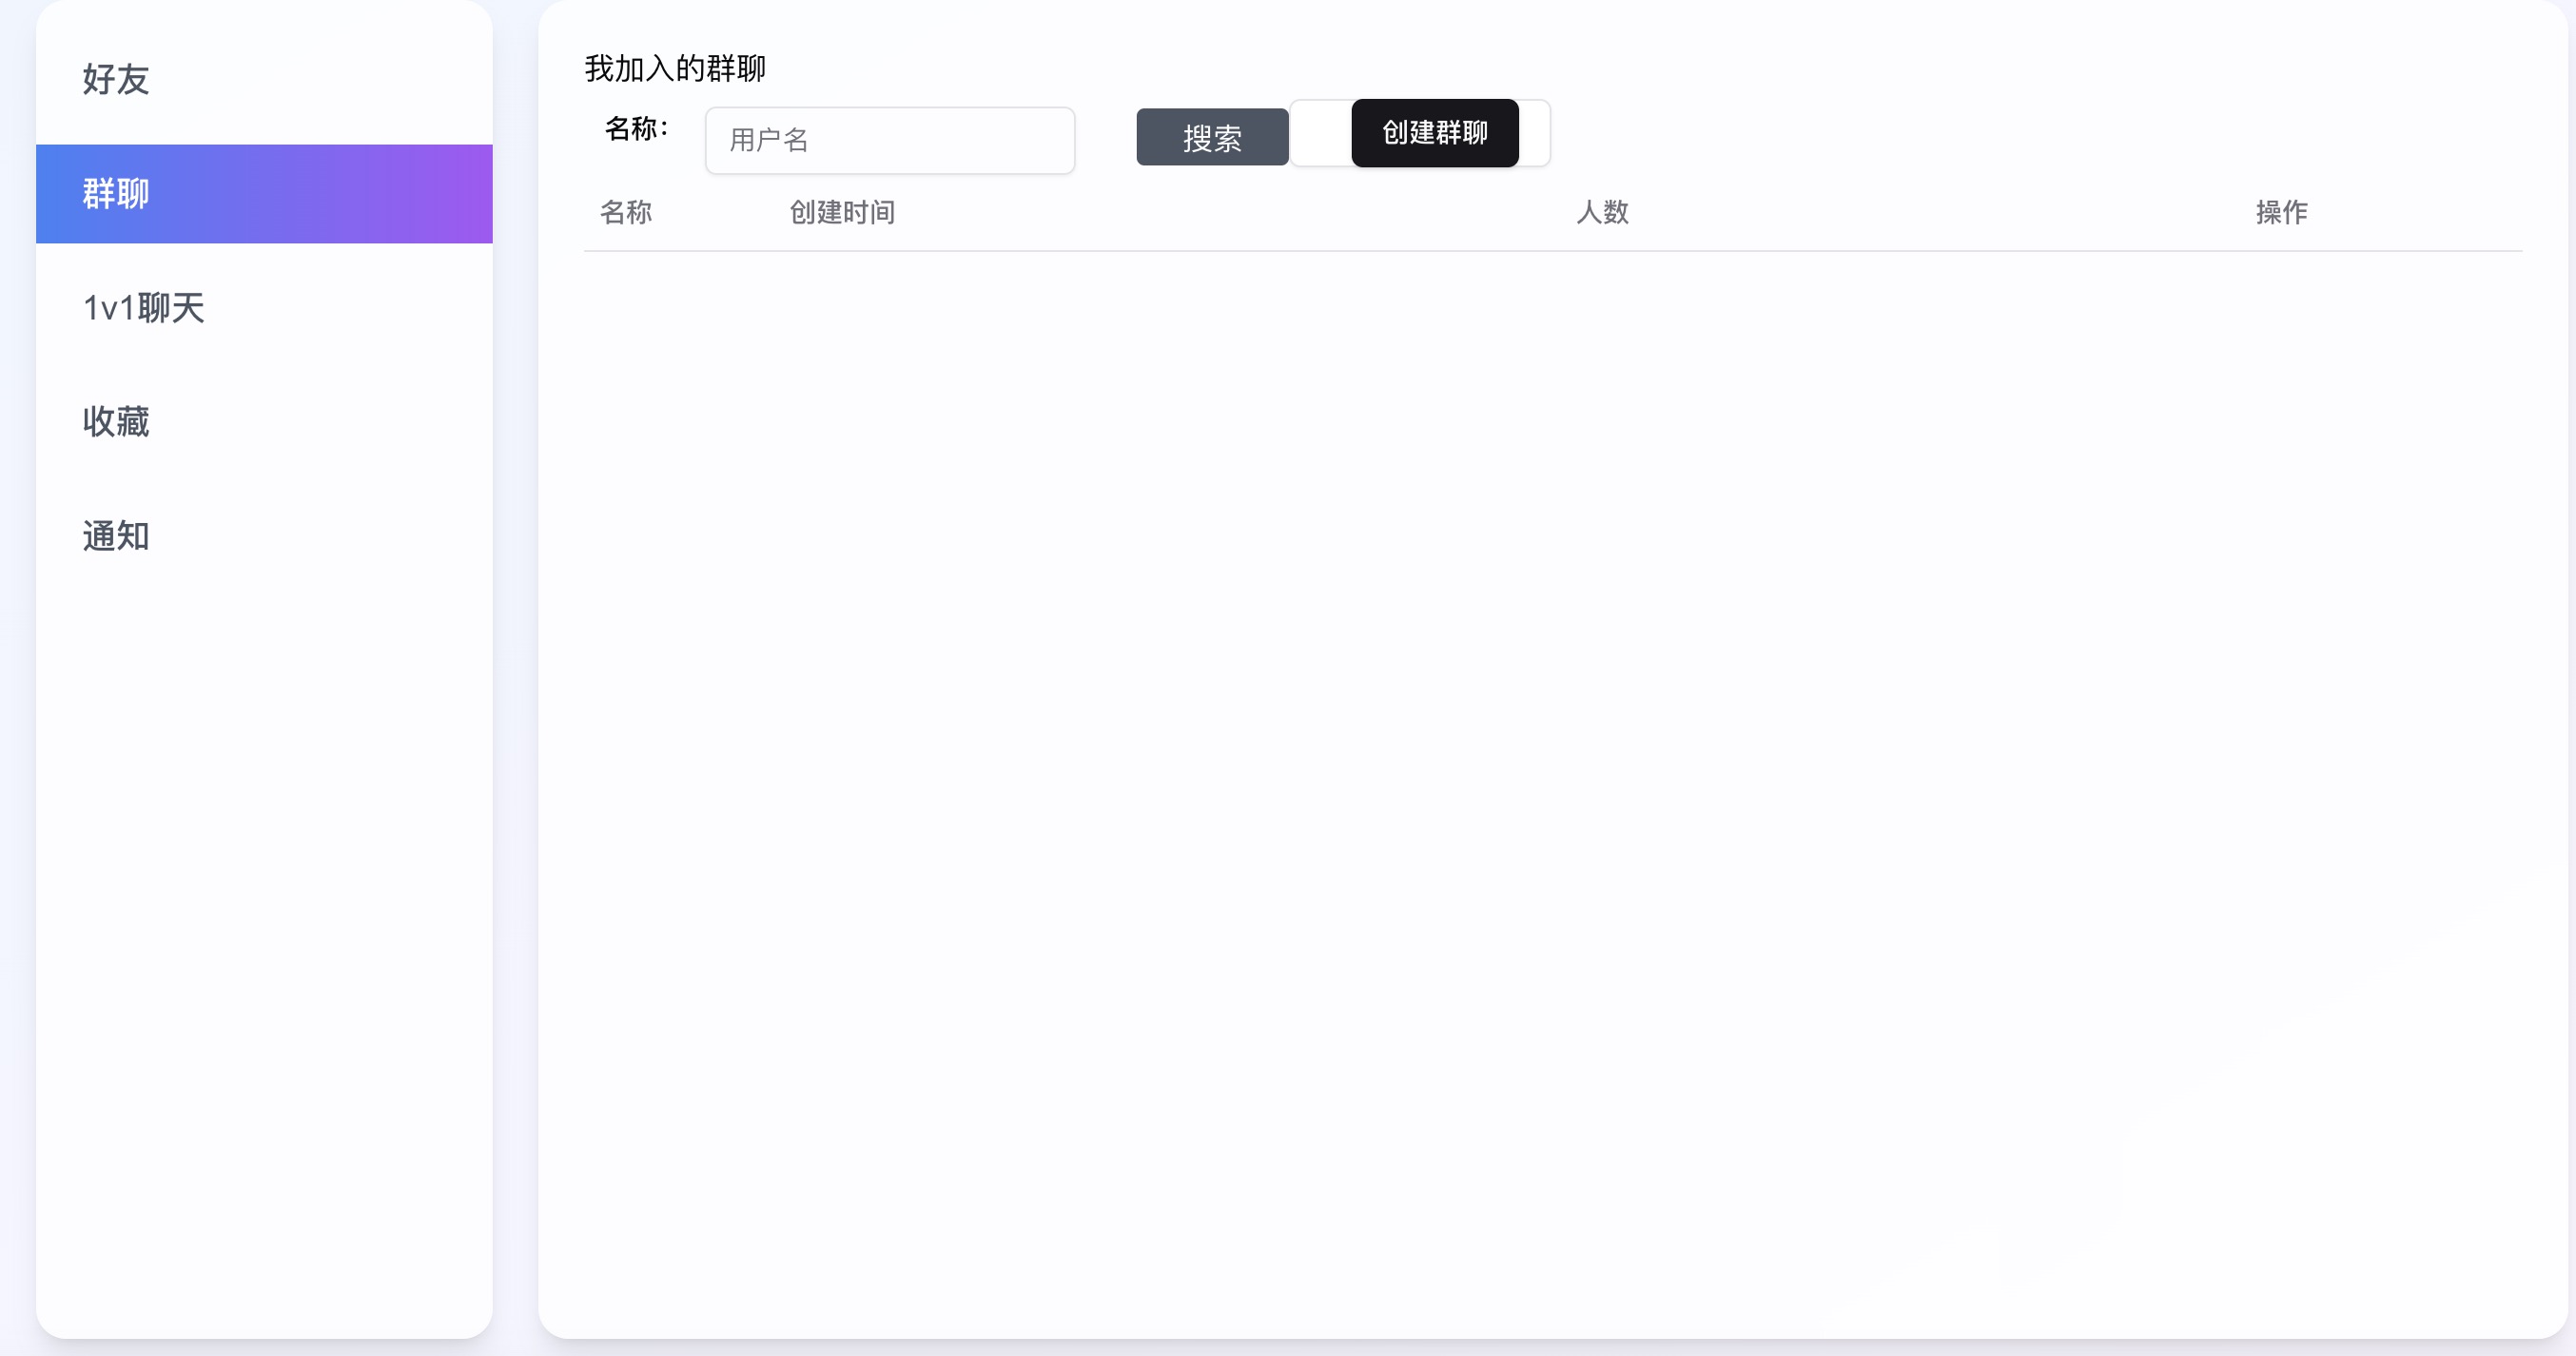 好友
群聊
1v1聊天
收藏
通知
我加入的群聊
名称： 用户名 搜索 创建群聊
名称 创建时间 人数 操作